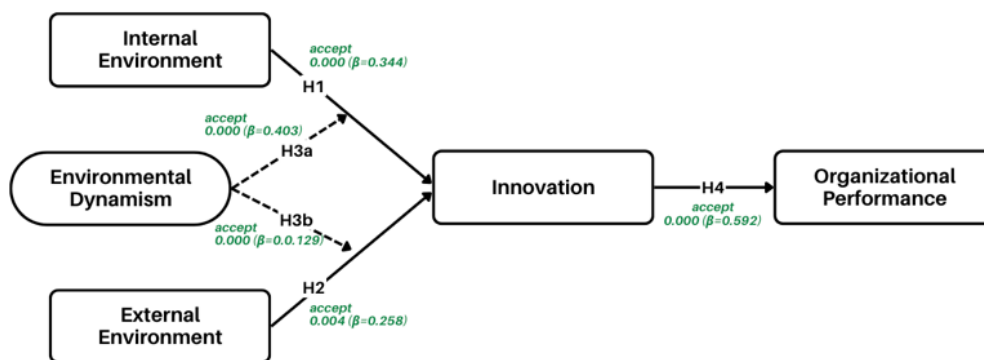 Internal
Environment
accept
0.000 (β=0.344)
H1
accept
0.000 (β=0.403)
H3a
Environmental
Dynamism
H3b
accept
0.000 (β=0.0.129)
Innovation
H4
accept
0.000 (β=0.592)
Organizational
Performance
H2
accept
0.004 (β=0.258)
External
Environment